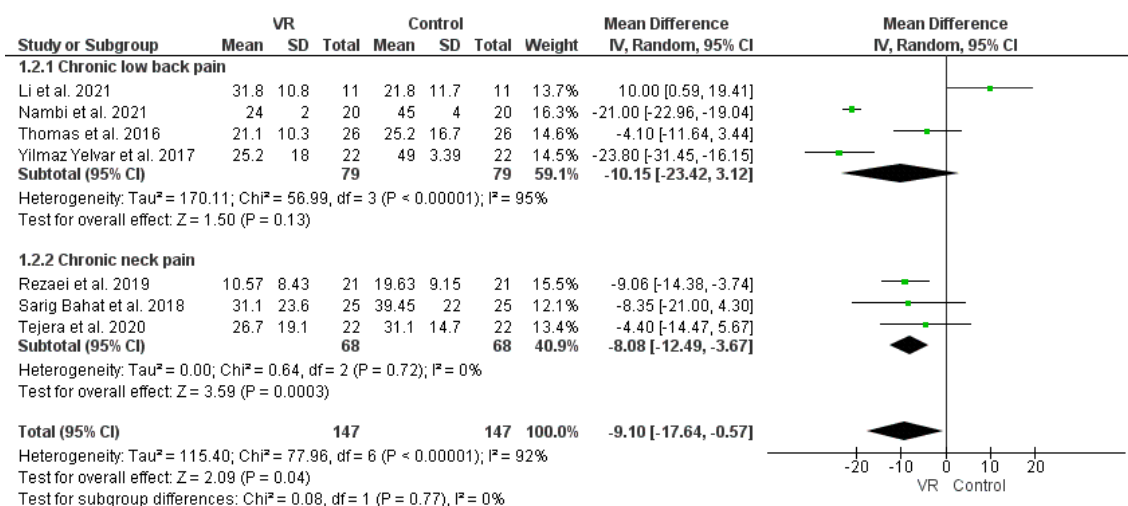 VR Control Mean Difference Mean Difference
Study or Subgroup Mean SD Total Mean SD Total Weight IV, Random, 95% CI IV, Random, 95% CI
1.2.1 Chronic low back pain
Li et al. 2021 31.8 10.8 11 21.8 11.7 11 13.7% 10.00 [0.59, 19.41]
Nambi et al. 2021 24 2 20 45 4 20 16.3% -21.00 [-22.96, -19.04]
Thomas et al. 2016 21.1 10.3 26 25.2 16.7 26 14.6% -4.10 [-11.64, 3.44]
Yilmaz Yelvar et al. 2017 25.2 18 22 49 3.39 22 14.5% -23.80 [-31.45, -16.15]
Subtotal (95% CI) 79 79 59.1% -10.15 [-23.42, 3.12]
Heterogeneity: Tau² = 170.11; Chi² = 56.99, df = 3 (P < 0.00001); I² = 95%
Test for overall effect: Z = 1.50 (P = 0.13)
1.2.2 Chronic neck pain
Rezaei et al. 2019 10.57 8.43 21 19.63 9.15 21 15.5% -9.06 [-14.38, -3.74]
Sarig Bahat et al. 2018 31.1 23.6 25 39.45 22 25 12.1% -8.35 [-21.00, 4.30]
Tejera et al. 2020 26.7 19.1 22 31.1 14.7 22 13.4% -4.40 [-14.47, 5.67]
Subtotal (95% CI) 68 68 40.9% -8.08 [-12.49, -3.67]
Heterogeneity: Tau² = 0.00; Chi² = 0.64, df = 2 (P = 0.72); I² = 0%
Test for overall effect: Z = 3.59 (P = 0.0003)
Total (95% CI) 147 147 100.0% -9.10 [-17.64, -0.57]
Heterogeneity: Tau² = 115.40; Chi² = 77.96, df = 6 (P < 0.00001); I² = 92%
Test for overall effect: Z = 2.09 (P = 0.04)
Test for subgroup differences: Chi² = 0.08, df = 1 (P = 0.77), I² = 0%
-20 -10 0 10 20
VR Control